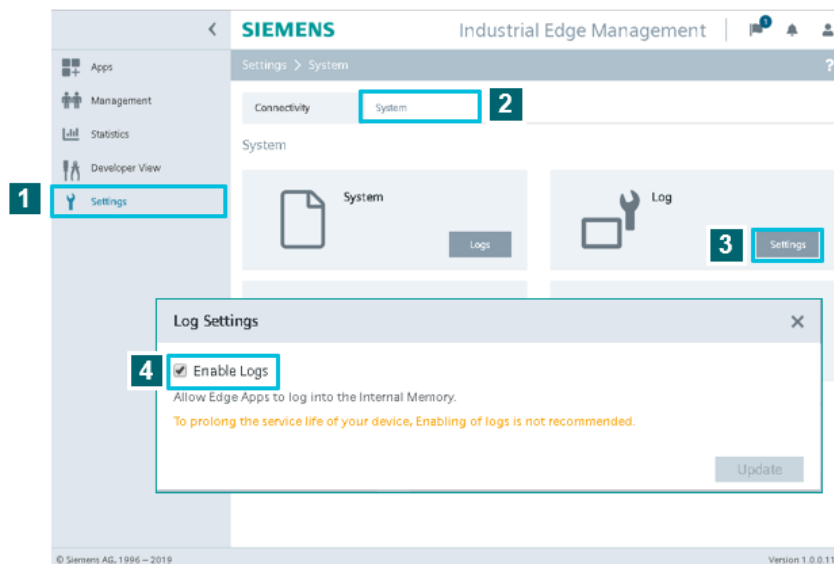 SIEMENS
Industrial Edge Management
1
Apps
Settings > System
?
Management
Connectivity
System
2
Statistics
System
Developer View
1
Settings
System
Log
Logs
3
Settings
Log Settings
4
Enable Logs
Allow Edge Apps to log into the Internal Memory.
To prolong the service life of your device, Enabling of logs is not recommended.
Update
© Siemens AG, 1996 – 2019
Version 1.0.0.11